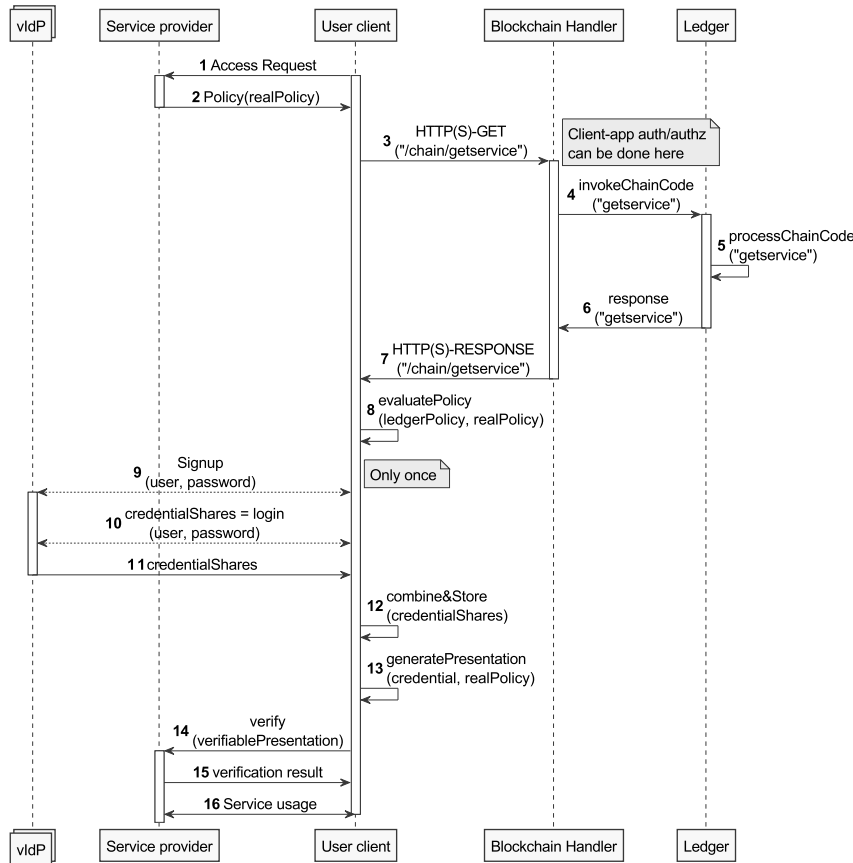 vIdP
Service provider
User client
Blockchain Handler
Ledger
1 Access Request
2 Policy(realPolicy)
3 HTTP(S)-GET
("/chain/getservice")
Client-app auth/authz
can be done here
4 invokeChainCode
("getservice")
5 processChainCode
("getservice")
6 response
("getservice")
7 HTTP(S)-RESPONSE
("/chain/getservice")
8 evaluatePolicy
(ledgerPolicy, realPolicy)
9 Signup
(user, password)
Only once
10 credentialShares = login
(user, password)
11 credentialShares
12 combine&Store
(credentialShares)
13 generatePresentation
(credential, realPolicy)
14 verify
(verifiablePresentation)
15 verification result
16 Service usage
vIdP
Service provider
User client
Blockchain Handler
Ledger